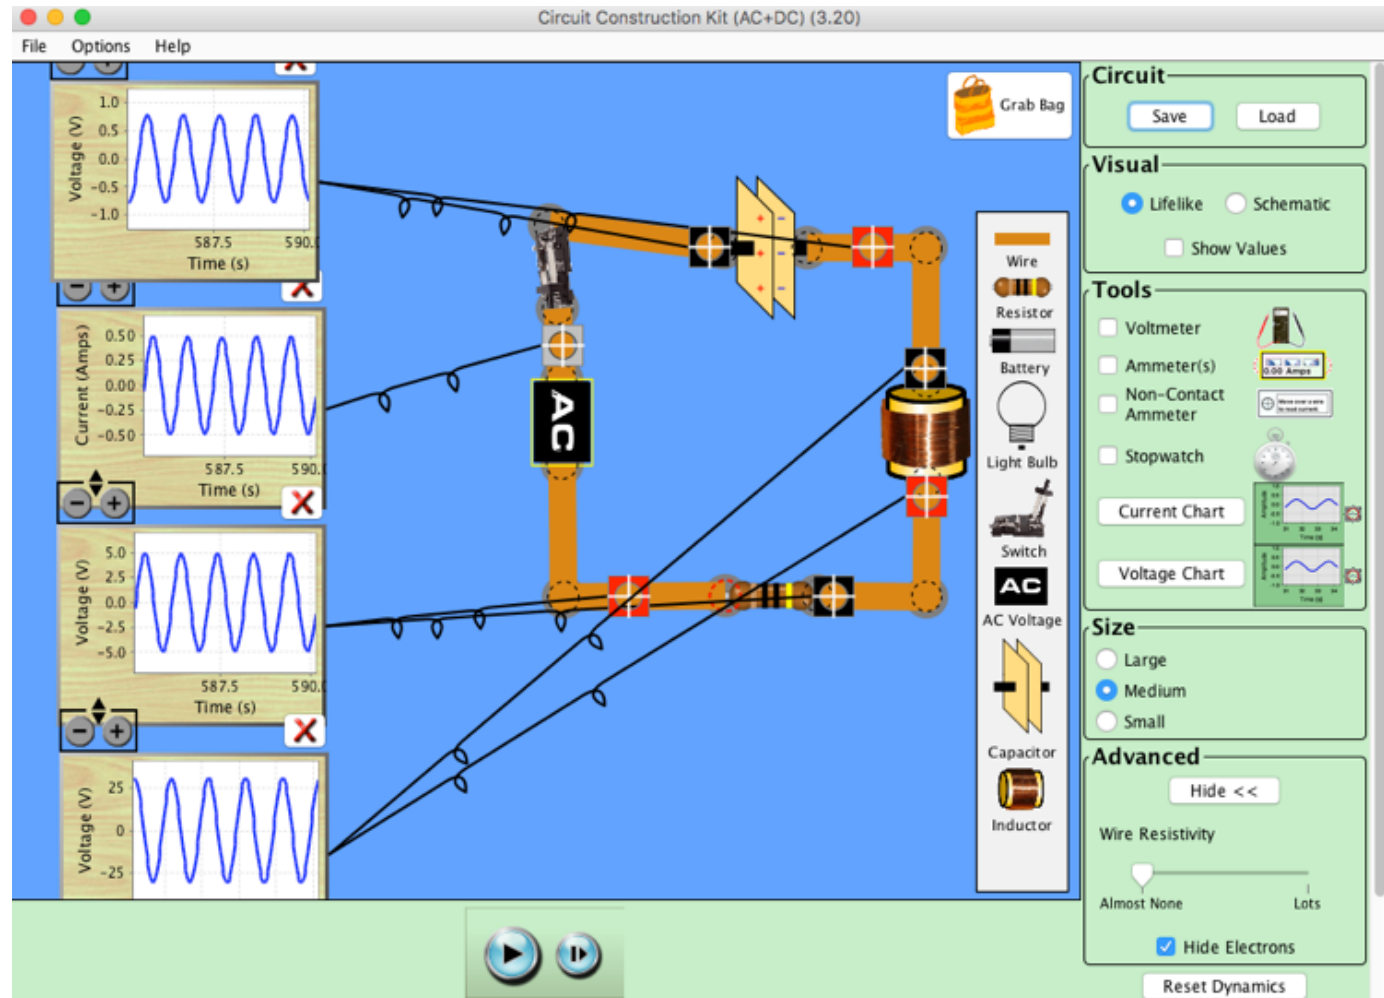 Circuit Construction Kit (AC+DC) (3.20)
File Options Help
1.0
0.5
0.0
-0.5
-1.0
Voltage (V)
587.5 590.
Time (s)
0.50
0.25
0.00
-0.25
-0.50
Current (Amps)
587.5 590.
Time (s)
5.0
2.5
0.0
-2.5
-5.0
Voltage (V)
587.5 590.
Time (s)
25
0
-25
Voltage (V)
AC
Grab Bag
Wire
Resistor
Battery
Light Bulb
Switch
AC
AC Voltage
Capacitor
Inductor
Circuit
Save Load
Visual
Lifelike Schematic
Show Values
Tools
Voltmeter
Ammeter(s)
0.00 Amps
Non-Contact
Ammeter
Stopwatch
Current Chart
Voltage Chart
Size
Large
Medium
Small
Advanced
Hide <<
Wire Resistivity
Almost None Lots
Hide Electrons
Reset Dynamics